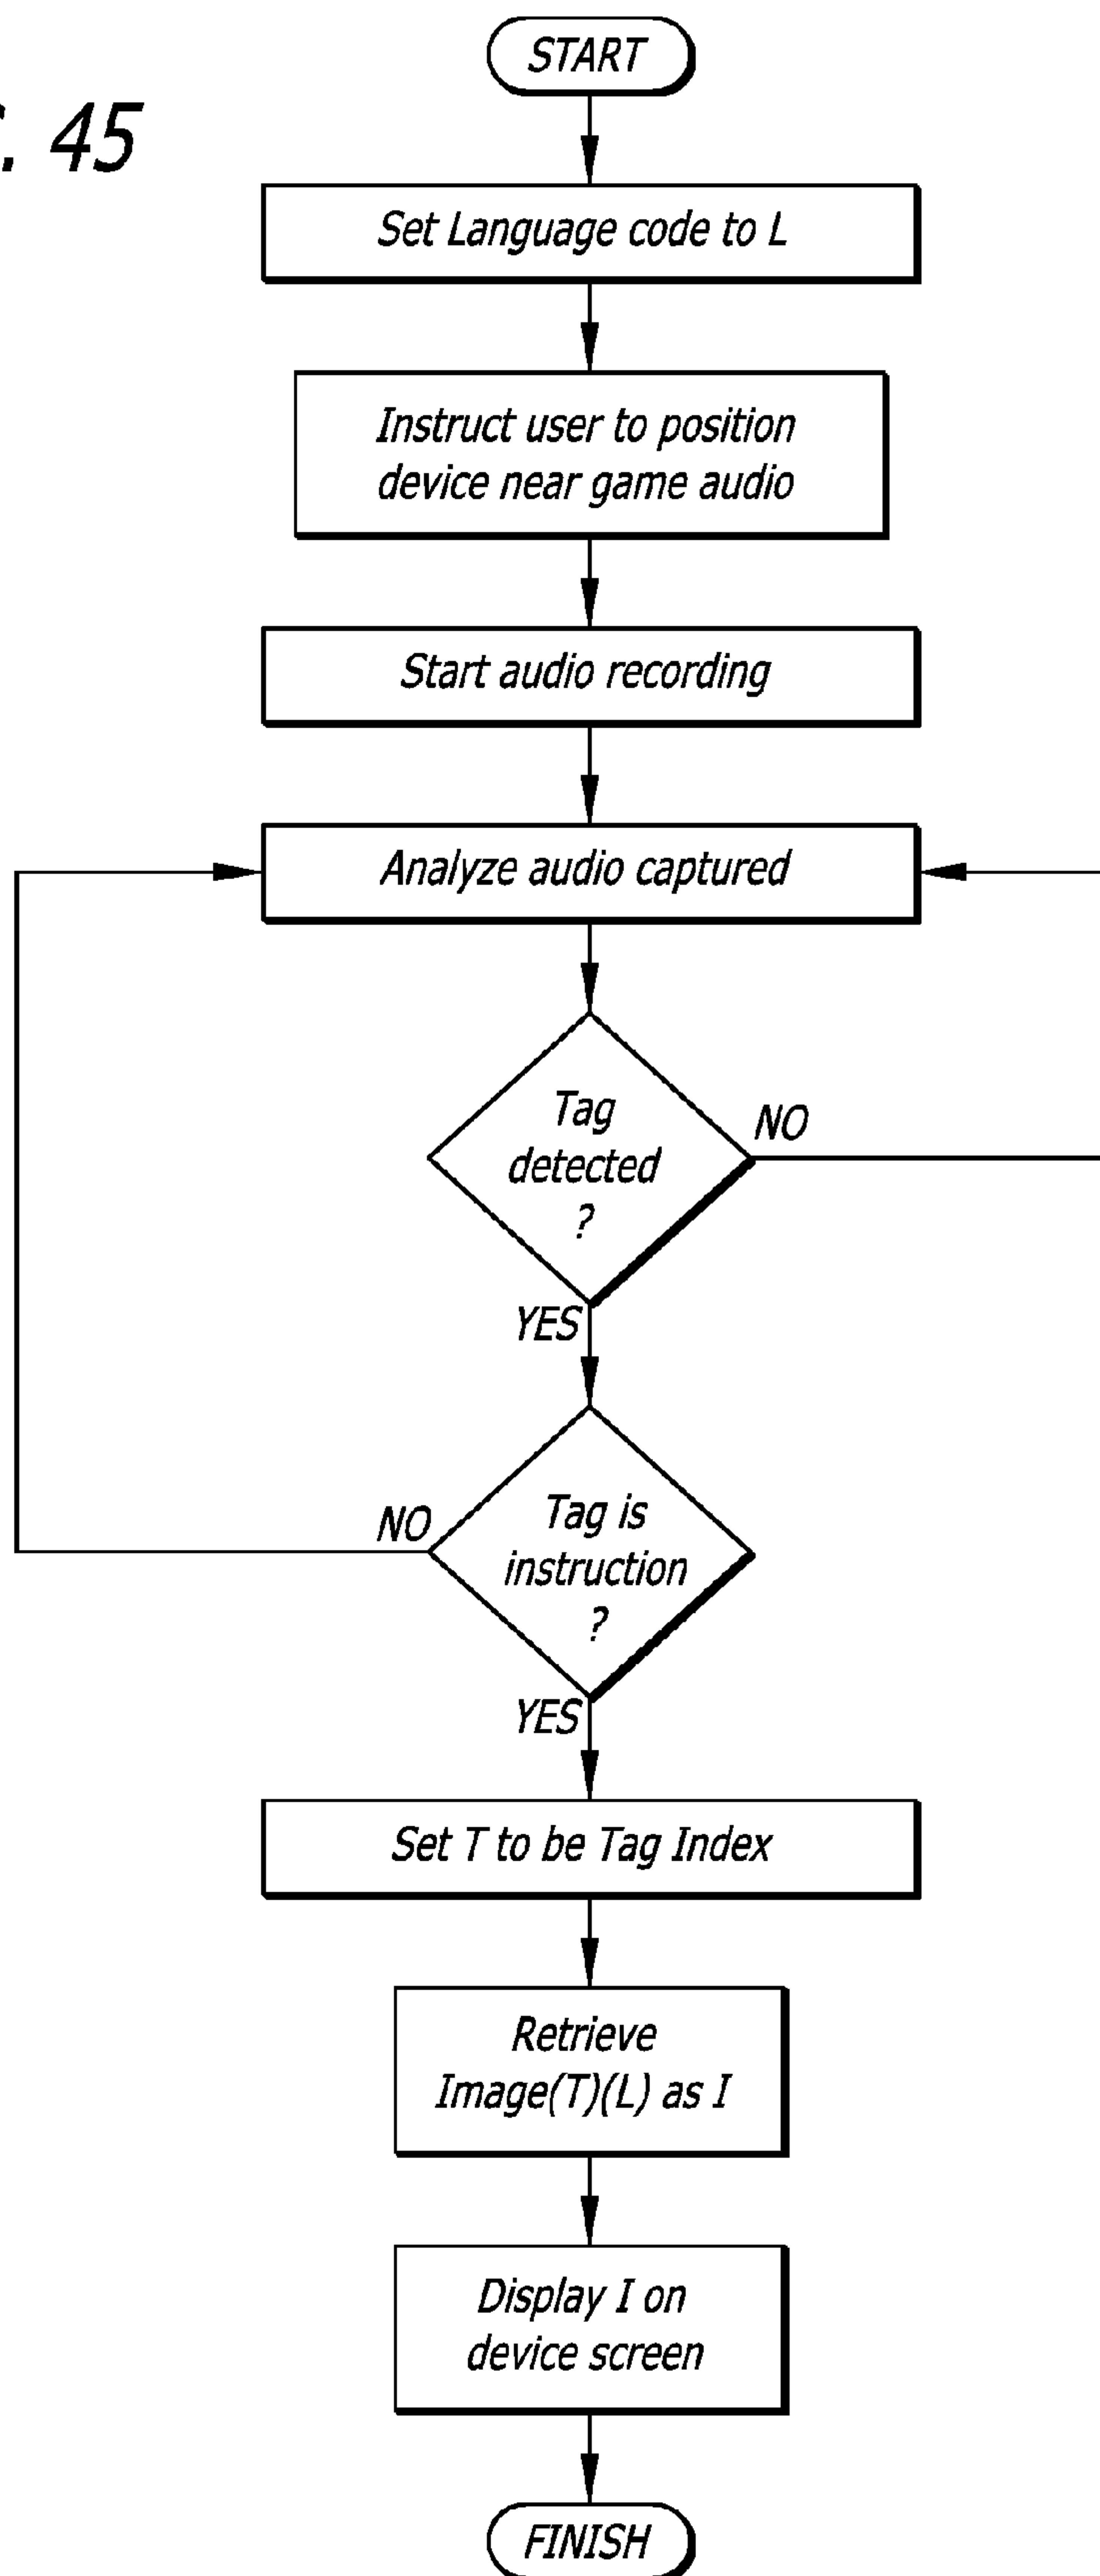 START
. 45
Set Language code to L
Instruct user to position
device near game audio
Start audio recording
Analyze audio captured
Tag
detected
?
NO
YES
Tag is
instruction
?
NO
YES
Set T to be Tag Index
Retrieve
Image(T)(L) as I
Display I on
device screen
FINISH